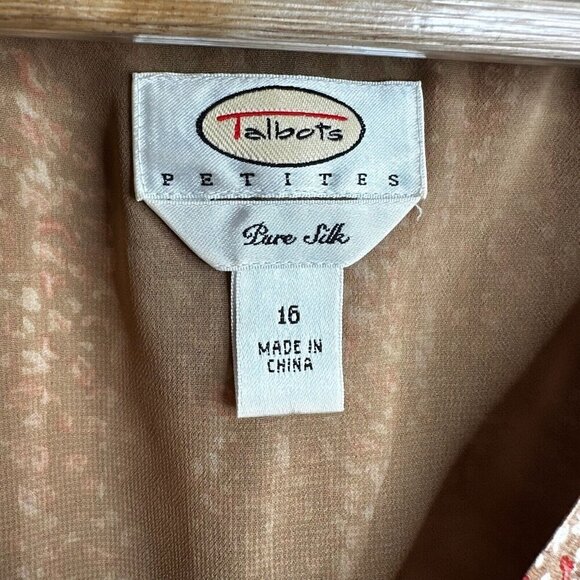 Talbots
PETITES
Pure Silk
16
MADE IN
CHINA